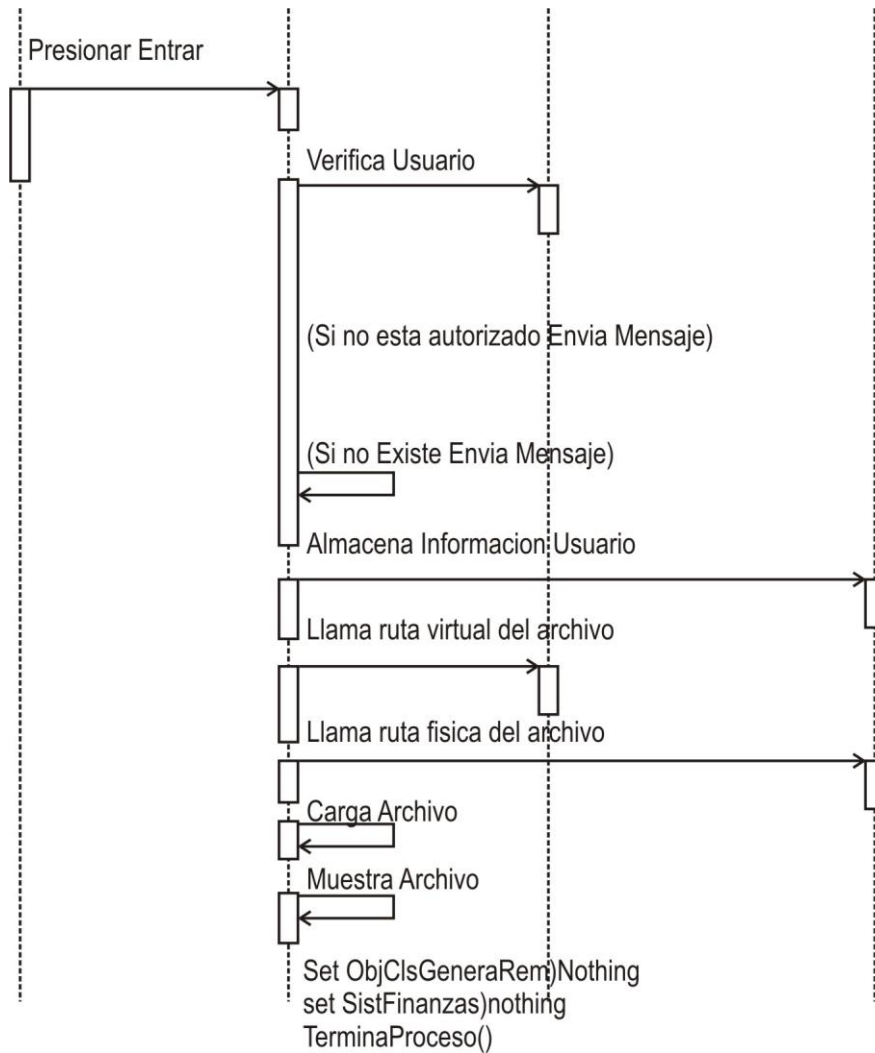 Presionar Entrar
Verifica Usuario
(Si no esta autorizado Envia Mensaje)
(Si no Existe Envia Mensaje)
Almacena Informacion Usuario
Llama ruta virtual del archivo
Llama ruta fisica del archivo
Carga Archivo
Muestra Archivo
Set ObjClsGeneraRem)Nothing
set SistFinanzas)nothing
TerminaProceso()